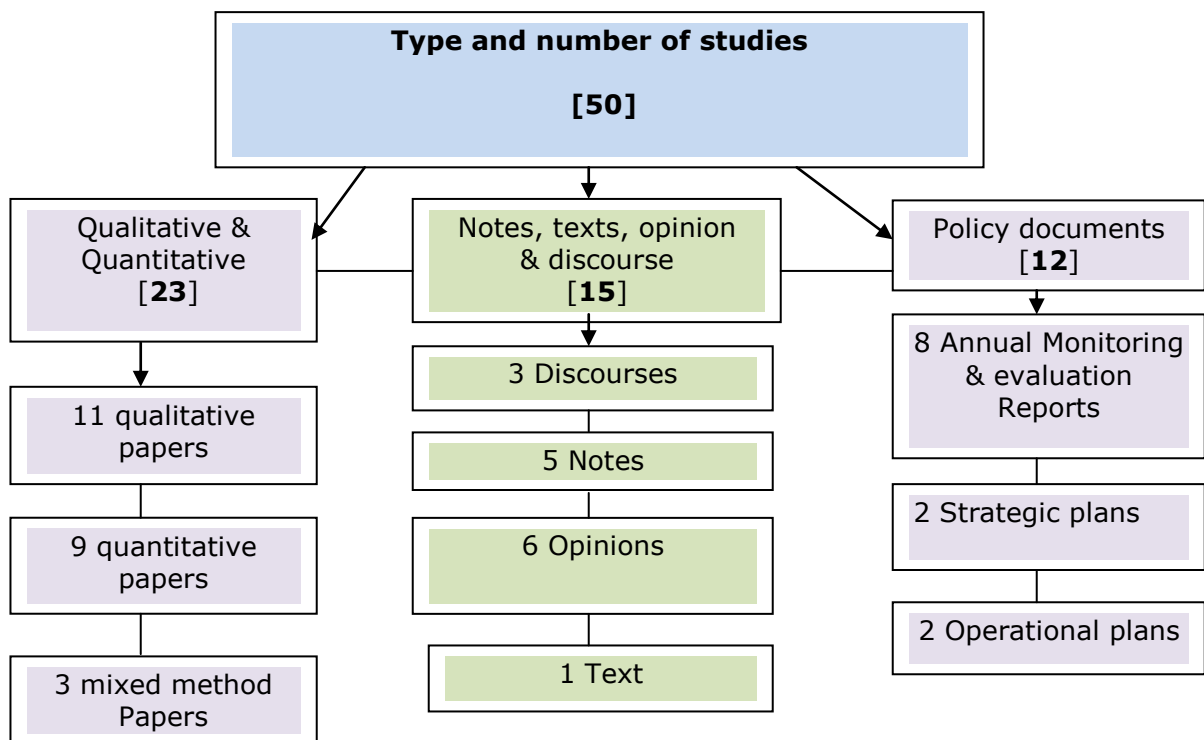 Type and number of studies
[50]
Qualitative &
Quantitative
[23]
11 qualitative
papers
9 quantitative
papers
3 mixed method
Papers
Notes, texts, opinion
& discourse
[15]
3 Discourses
5 Notes
6 Opinions
1 Text
Policy documents
[12]
8 Annual Monitoring
& evaluation
Reports
2 Strategic plans
2 Operational plans